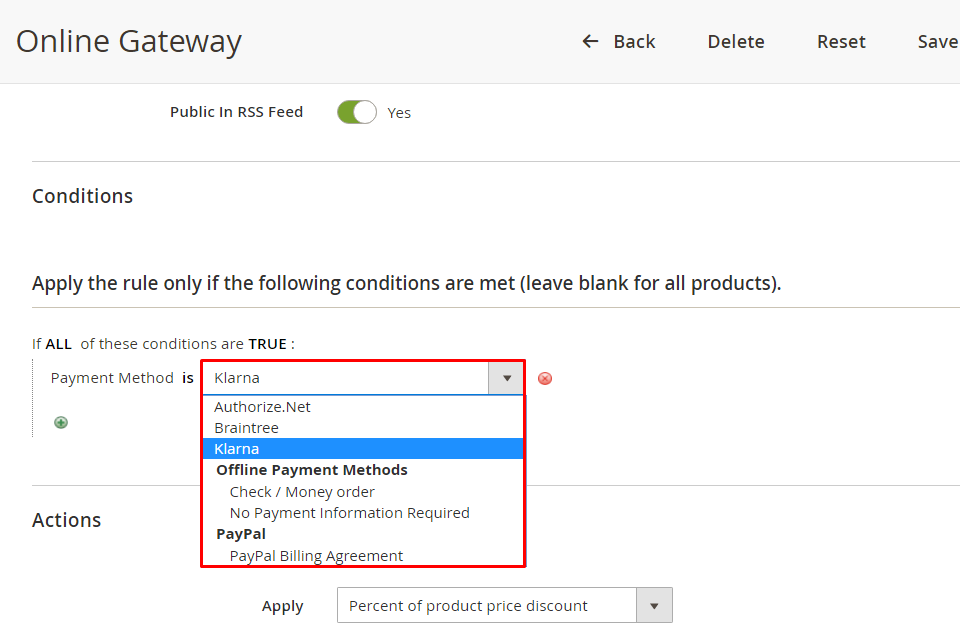 Online Gateway
Back Delete Reset Save
Public In RSS Feed Yes
Conditions
Apply the rule only if the following conditions are met (leave blank for all products).
If ALL of these conditions are TRUE :
Payment Method is Klarna
Authorize.Net
Braintree
Klarna
Offline Payment Methods
Check / Money order
No Payment Information Required
PayPal
PayPal Billing Agreement
Actions
Apply Percent of product price discount